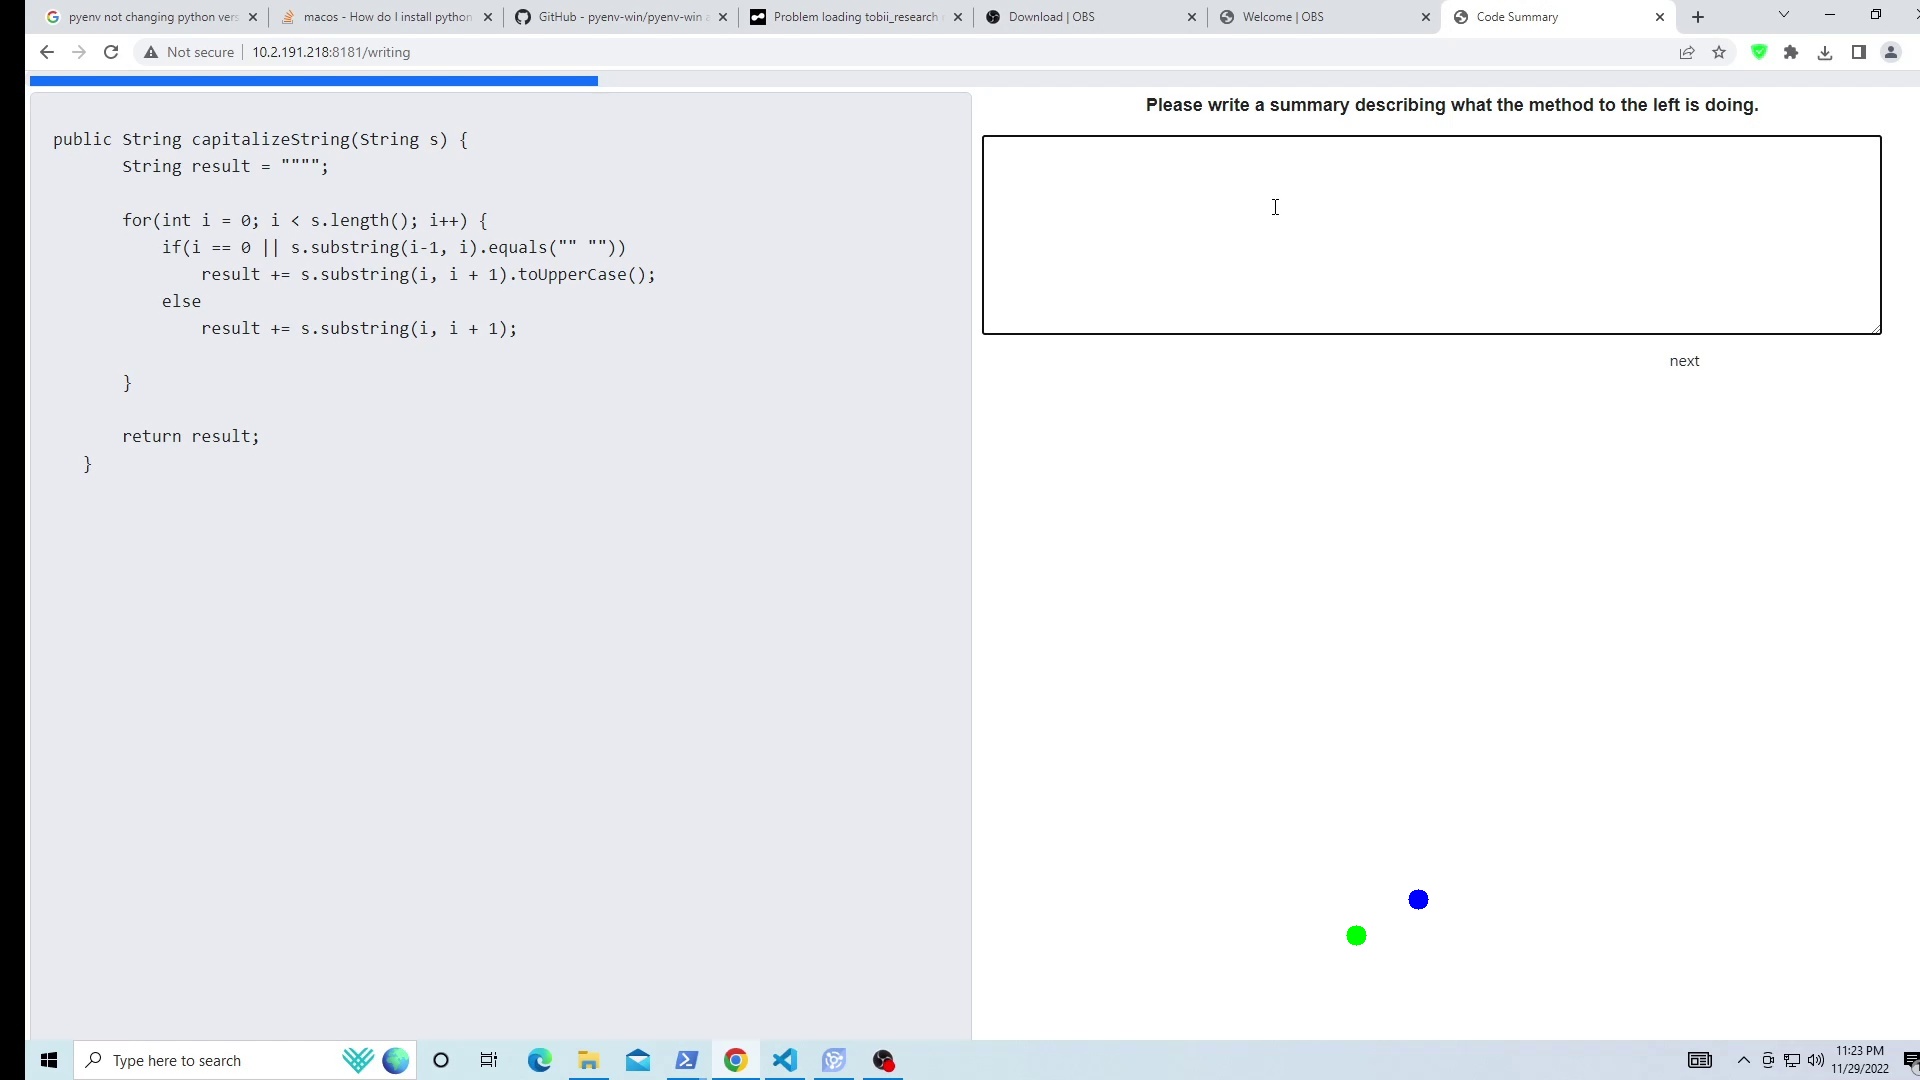 pyenv not changing python vers
macos - How do I install python
GitHub - pyenv-win/pyenv-win
Problem loading tobii_research
Download | OBS
Welcome | OBS
Code Summary
Not secure
10.2.191.218:8181/writing
public String capitalizeString(String s) {
String result = """";
for(int i = 0; i < s.length(); i++) {
if(i == 0 || s.substring(i-1, i).equals("" ""))
result += s.substring(i, i + 1).toUpperCase();
else
result += s.substring(i, i + 1);
}
return result;
}
Please write a summary describing what the method to the left is doing.
next
Type here to search
11:23 PM
11/29/2022